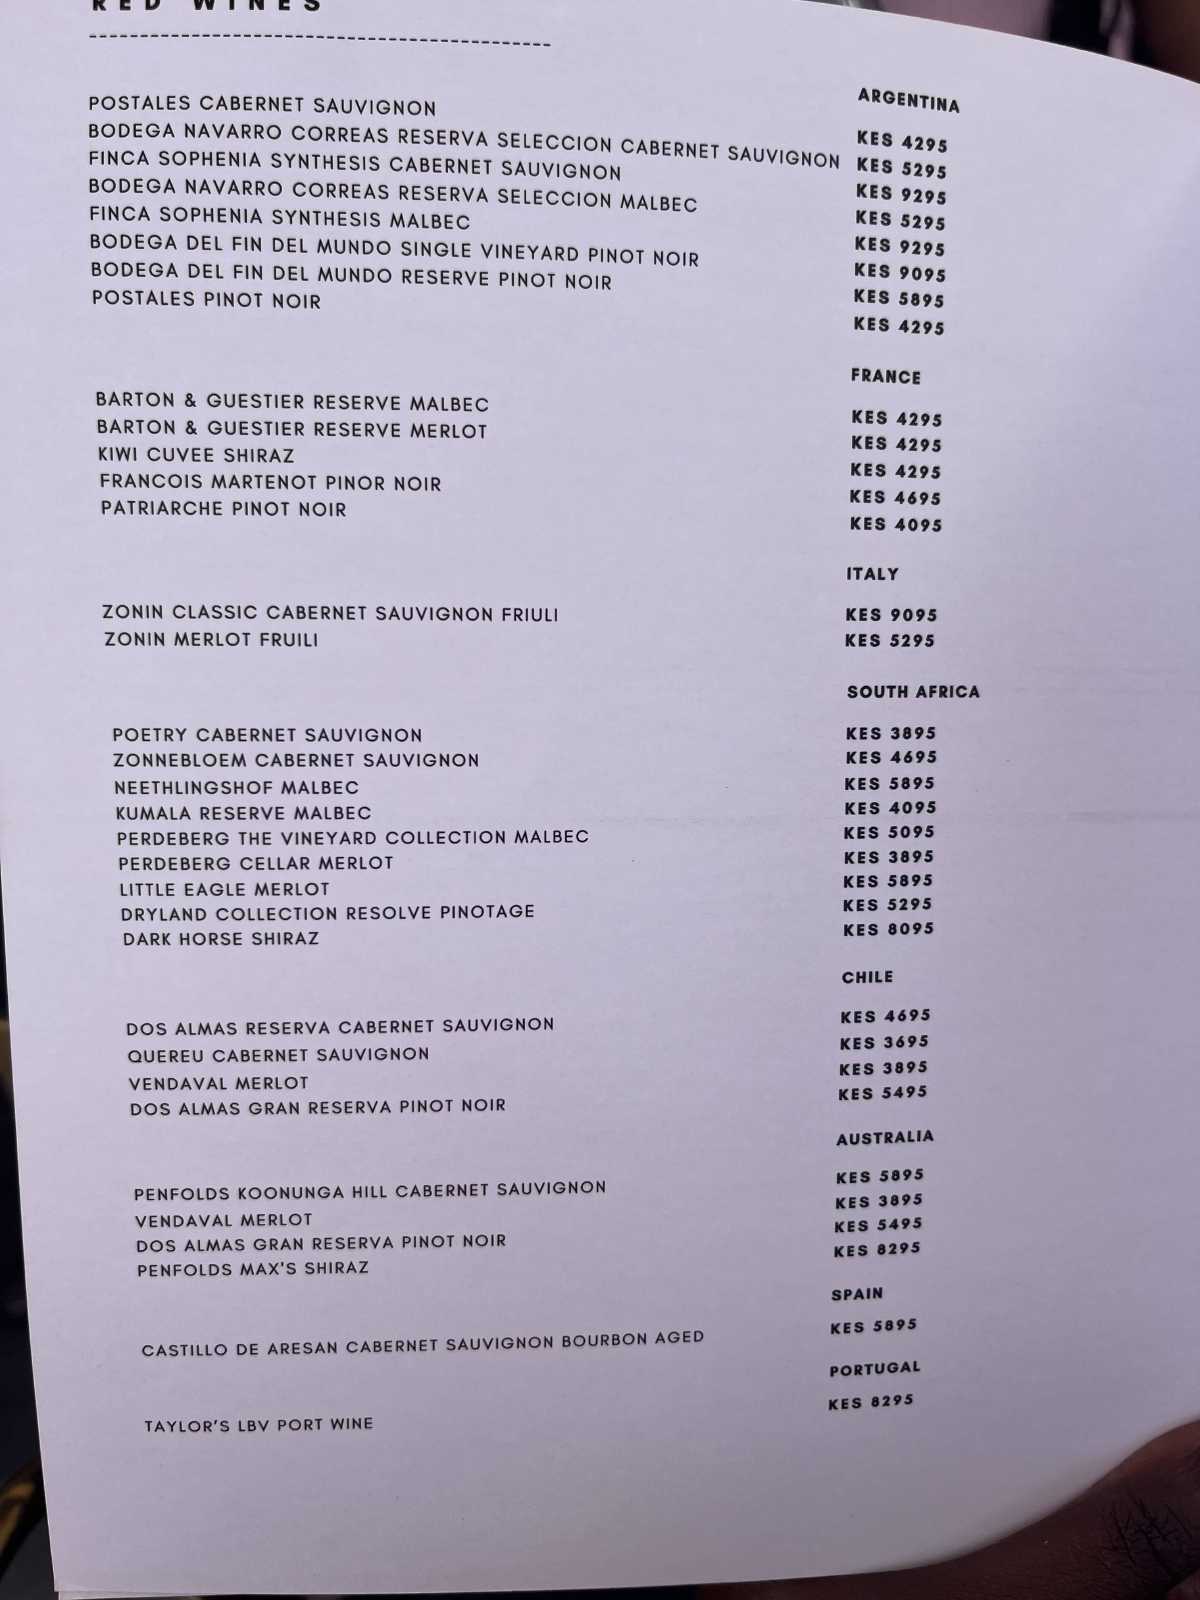 RED WINES
---------------------------------------------
ARGENTINA
POSTALES CABERNET SAUVIGNON KES 4295
BODEGA NAVARRO CORREAS RESERVA SELECCION CABERNET SAUVIGNON KES 5295
FINCA SOPHENIA SYNTHESIS CABERNET SAUVIGNON KES 9295
BODEGA NAVARRO CORREAS RESERVA SELECCION MALBEC KES 5295
FINCA SOPHENIA SYNTHESIS MALBEC KES 9295
BODEGA DEL FIN DEL MUNDO SINGLE VINEYARD PINOT NOIR KES 9095
BODEGA DEL FIN DEL MUNDO RESERVE PINOT NOIR KES 5895
POSTALES PINOT NOIR KES 4295
FRANCE
BARTON & GUESTIER RESERVE MALBEC KES 4295
BARTON & GUESTIER RESERVE MERLOT KES 4295
KIWI CUVEE SHIRAZ KES 4295
FRANCOIS MARTENOT PINOR NOIR KES 4695
PATRIARCHE PINOT NOIR KES 4095
ITALY
ZONIN CLASSIC CABERNET SAUVIGNON FRIULI KES 9095
ZONIN MERLOT FRUILI KES 5295
SOUTH AFRICA
POETRY CABERNET SAUVIGNON KES 3895
ZONNEBLOEM CABERNET SAUVIGNON KES 4695
NEETHLINGSHOF MALBEC KES 5895
KUMALA RESERVE MALBEC KES 4095
PERDEBERG THE VINEYARD COLLECTION MALBEC KES 5095
PERDEBERG CELLAR MERLOT KES 3895
LITTLE EAGLE MERLOT KES 5895
DRYLAND COLLECTION RESOLVE PINOTAGE KES 5295
DARK HORSE SHIRAZ KES 8095
CHILE
DOS ALMAS RESERVA CABERNET SAUVIGNON KES 4695
QUEREU CABERNET SAUVIGNON KES 3695
VENDAVAL MERLOT KES 3895
DOS ALMAS GRAN RESERVA PINOT NOIR KES 5495
AUSTRALIA
PENFOLDS KOONUNGA HILL CABERNET SAUVIGNON KES 5895
VENDAVAL MERLOT KES 3895
DOS ALMAS GRAN RESERVA PINOT NOIR KES 5495
PENFOLDS MAX'S SHIRAZ KES 8295
SPAIN
CASTILLO DE ARESAN CABERNET SAUVIGNON BOURBON AGED KES 5895
PORTUGAL
TAYLOR'S LBV PORT WINE KES 8295